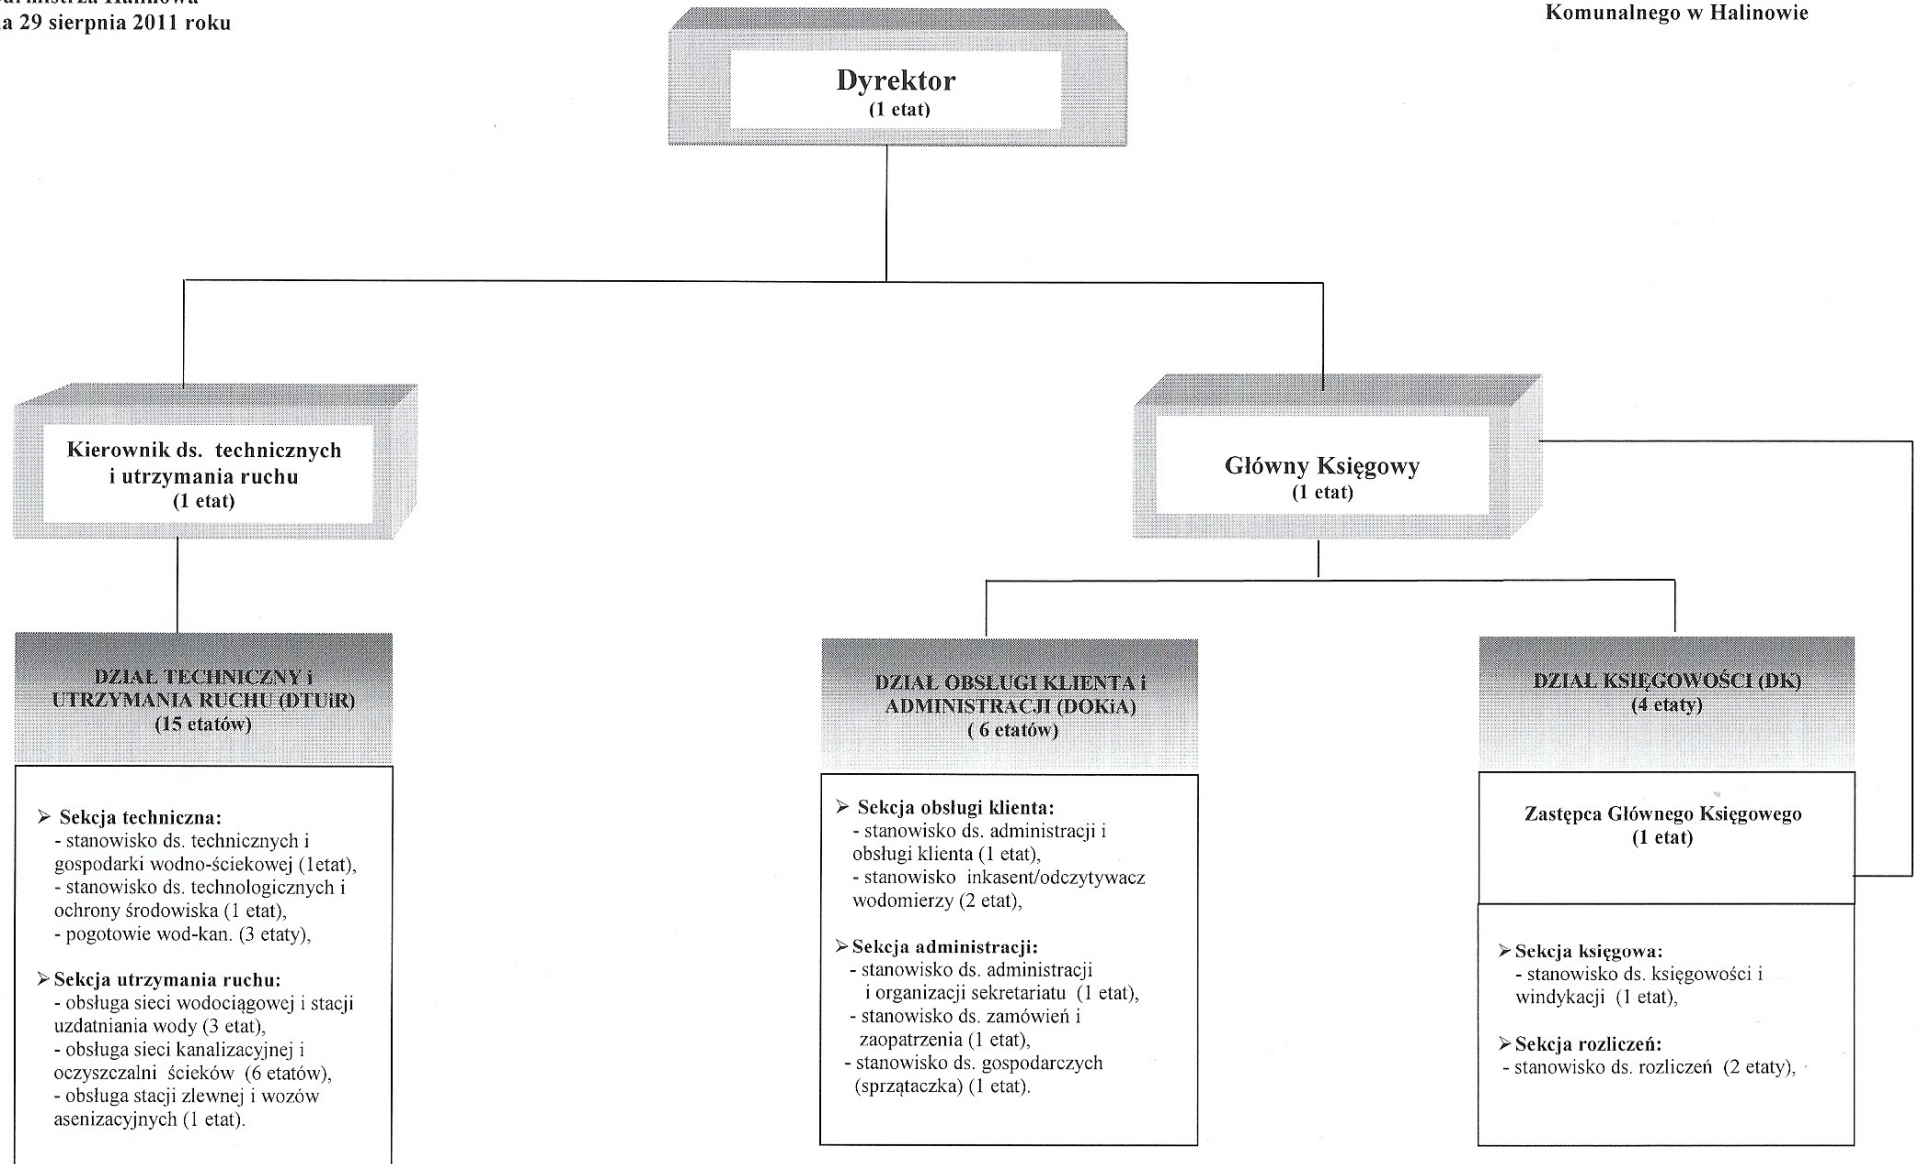 a 29 sierpnia 2011 roku
Komunalnego w Halinowie
Dyrektor
(1 etat)
Kierownik ds. technicznych
i utrzymania ruchu
(1 etat)
Główny Księgowy
(1 etat)
DZIAŁ TECHNICZNY i
UTRZYMANIA RUCHU (DTUiR)
(15 etatów)
➢ Sekcja techniczna:
- stanowisko ds. technicznych i
gospodarki wodno-ściekowej (1etat),
- stanowisko ds. technologicznych i
ochrony środowiska (1 etat),
- pogotowie wod-kan. (3 etaty),
➢ Sekcja utrzymania ruchu:
- obsługa sieci wodociągowej i stacji
uzdatniania wody (3 etat),
- obsługa sieci kanalizacyjnej i
oczyszczalni ścieków (6 etatów),
- obsługa stacji zlewnej i wozów
asenizacyjnych (1 etat).
DZIAŁ OBSŁUGI KLIENTA i
ADMINISTRACJI (DOKiA)
( 6 etatów)
➢ Sekcja obsługi klienta:
- stanowisko ds. administracji i
obsługi klienta (1 etat),
- stanowisko inkasent/odczytywacz
wodomierzy (2 etat),
➢ Sekcja administracji:
- stanowisko ds. administracji
i organizacji sekretariatu (1 etat),
- stanowisko ds. zamówień i
zaopatrzenia (1 etat),
- stanowisko ds. gospodarczych
(sprzątaczka) (1 etat).
DZIAŁ KSIĘGOWOŚCI (DK)
(4 etaty)
Zastępca Głównego Księgowego
(1 etat)
➢ Sekcja księgowa:
- stanowisko ds. księgowości i
windykacji (1 etat),
➢ Sekcja rozliczeń:
- stanowisko ds. rozliczeń (2 etaty),